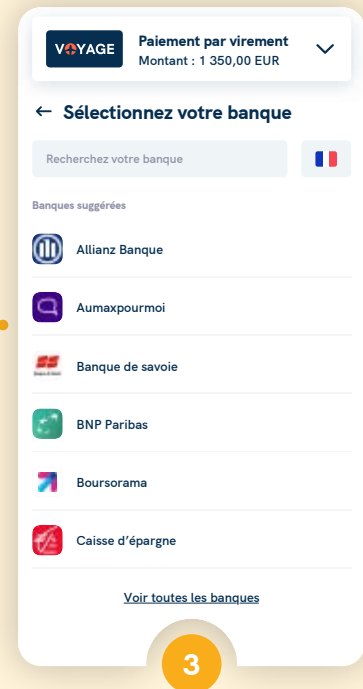 VOYAGE
Paiement par virement
Montant : 1 350,00 EUR
Sélectionnez votre banque
Recherchez votre banque
Banques suggérées
Allianz Banque
Aumaxpourmoi
Banque de savoie
BNP Paribas
Boursorama
Caisse d’épargne
Voir toutes les banques
3